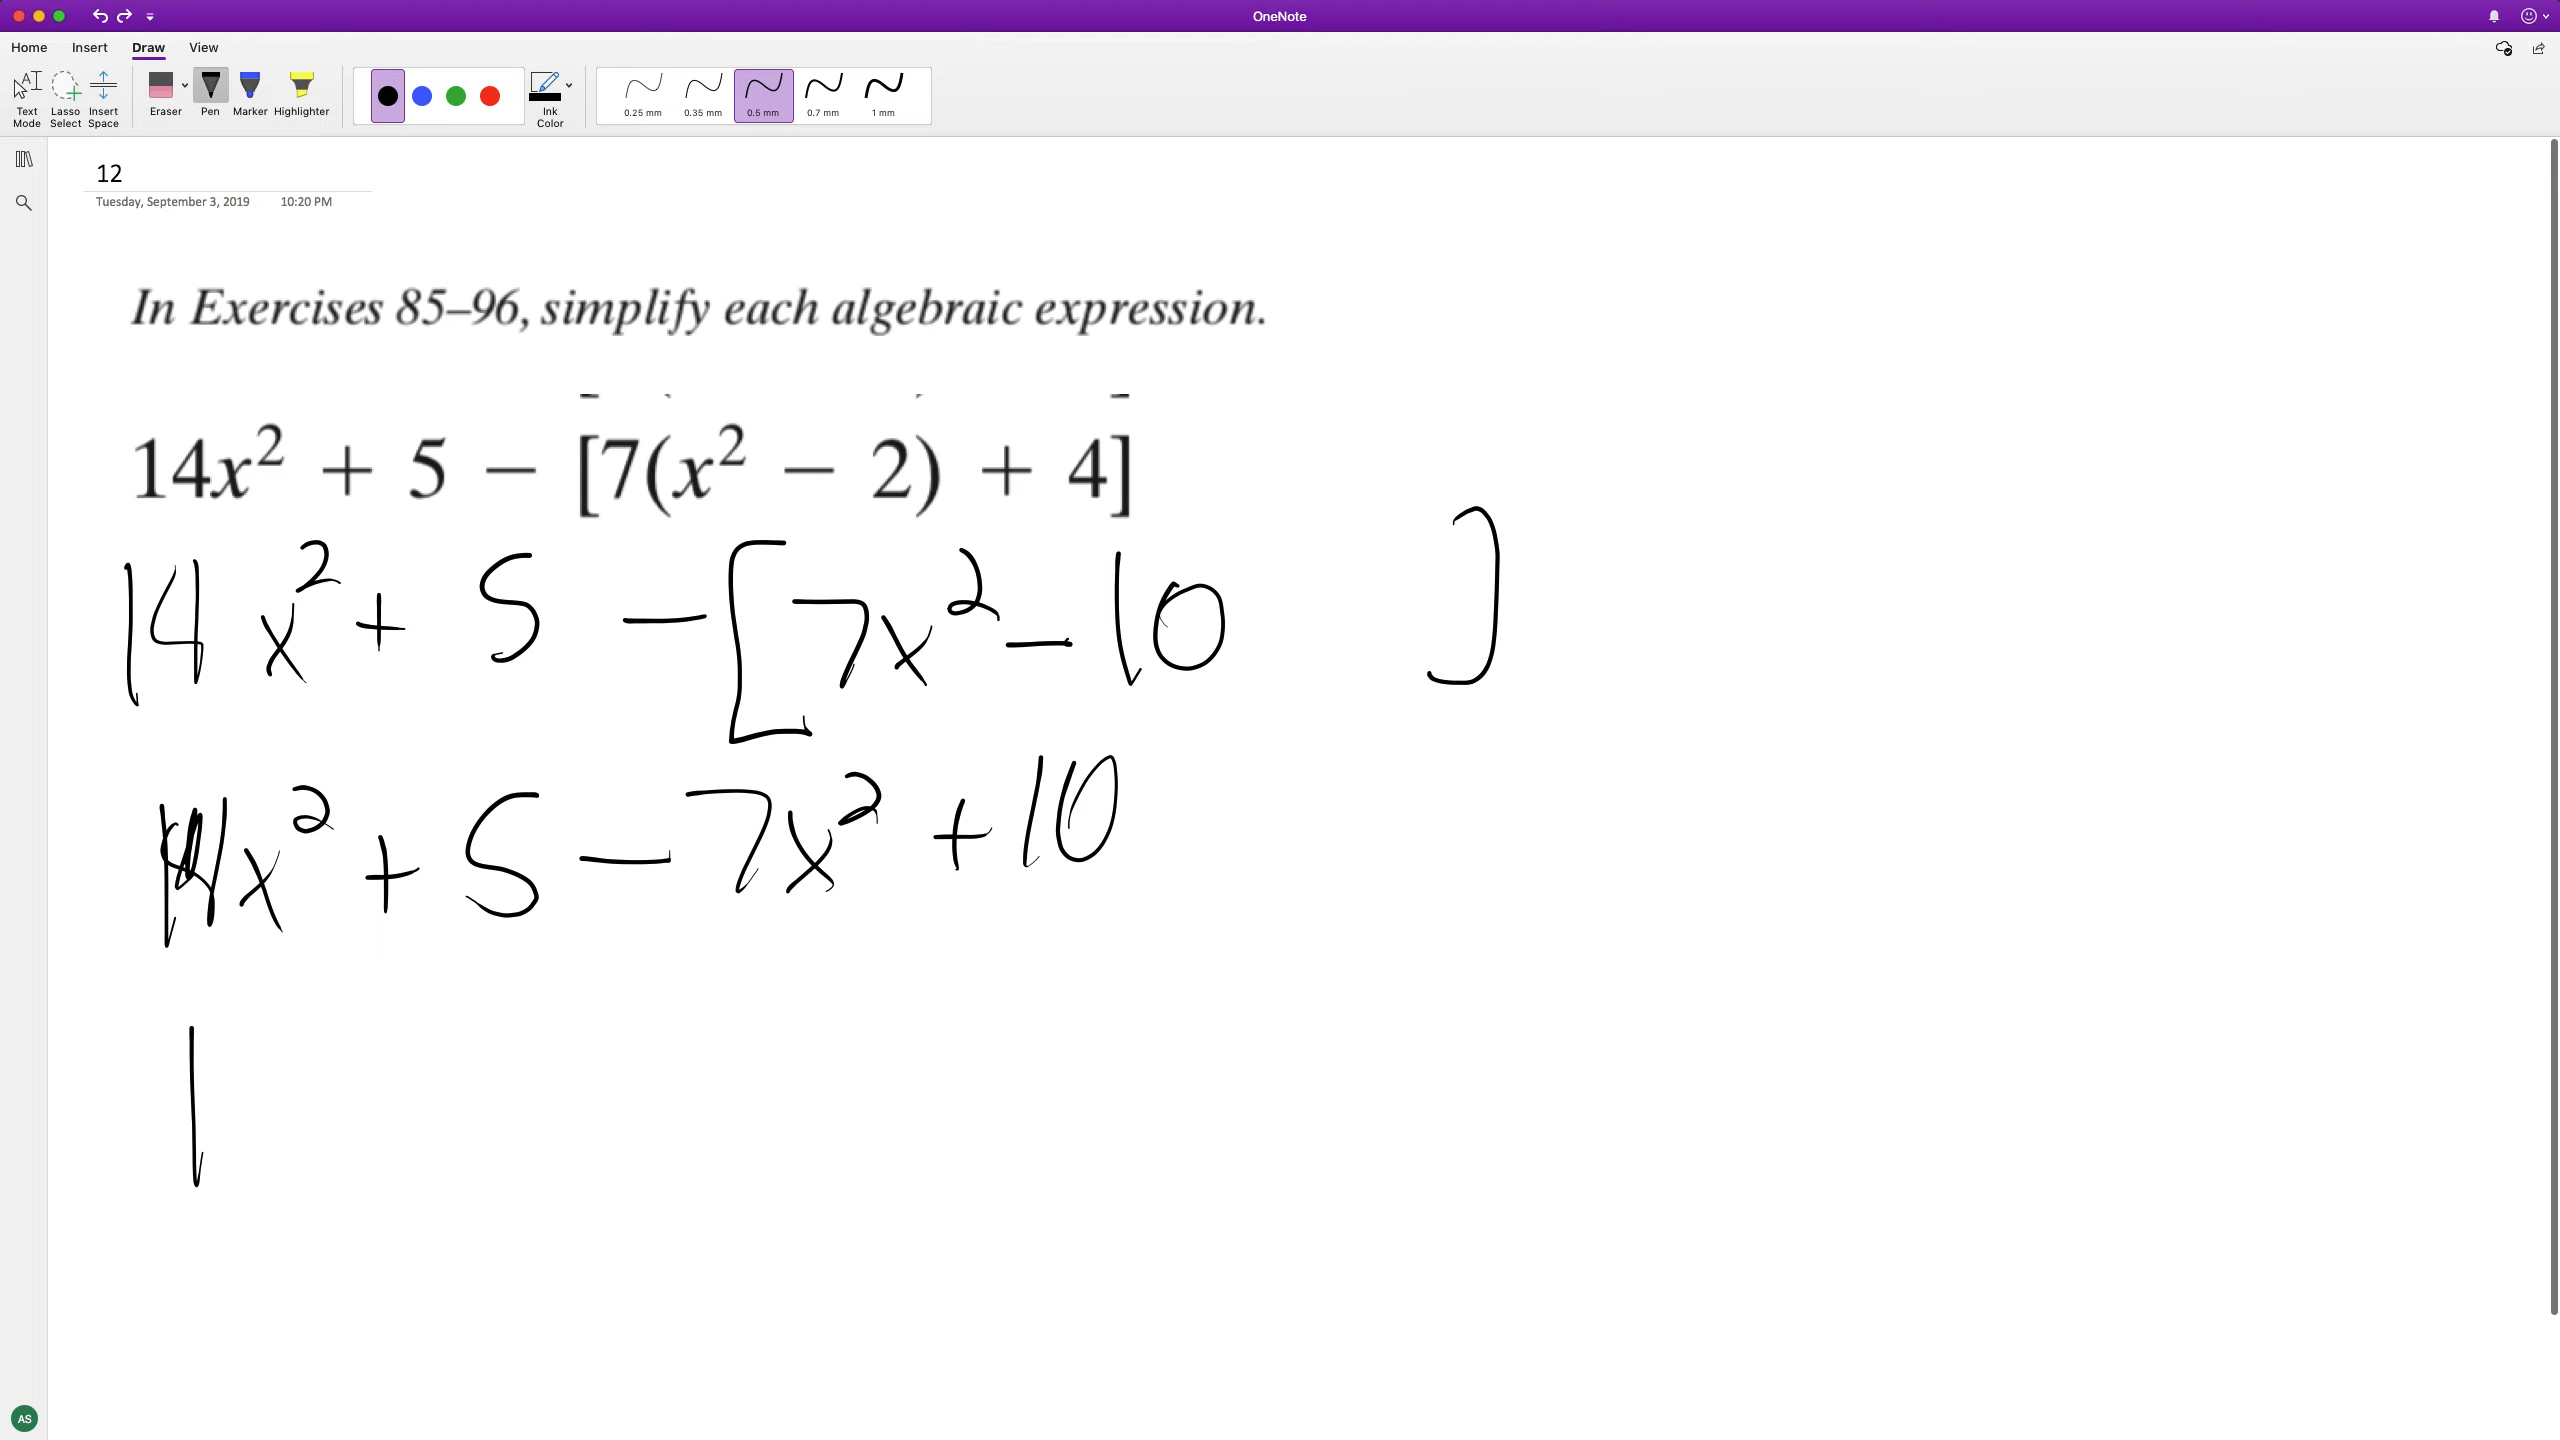 OneNote
Home Insert Draw View
Text Mode Lasso Select Insert Space Eraser Pen Marker Highlighter Ink Color 0.25 mm 0.35 mm 0.5 mm 0.7 mm 1 mm
12
Tuesday, September 3, 2019 10:20 PM
In Exercises 85–96, simplify each algebraic expression.
14x² + 5 − [7(x² − 2) + 4]
14x² + 5 − [7x² − 10 ]
14x² + 5 − 7x² + 10
1
AS